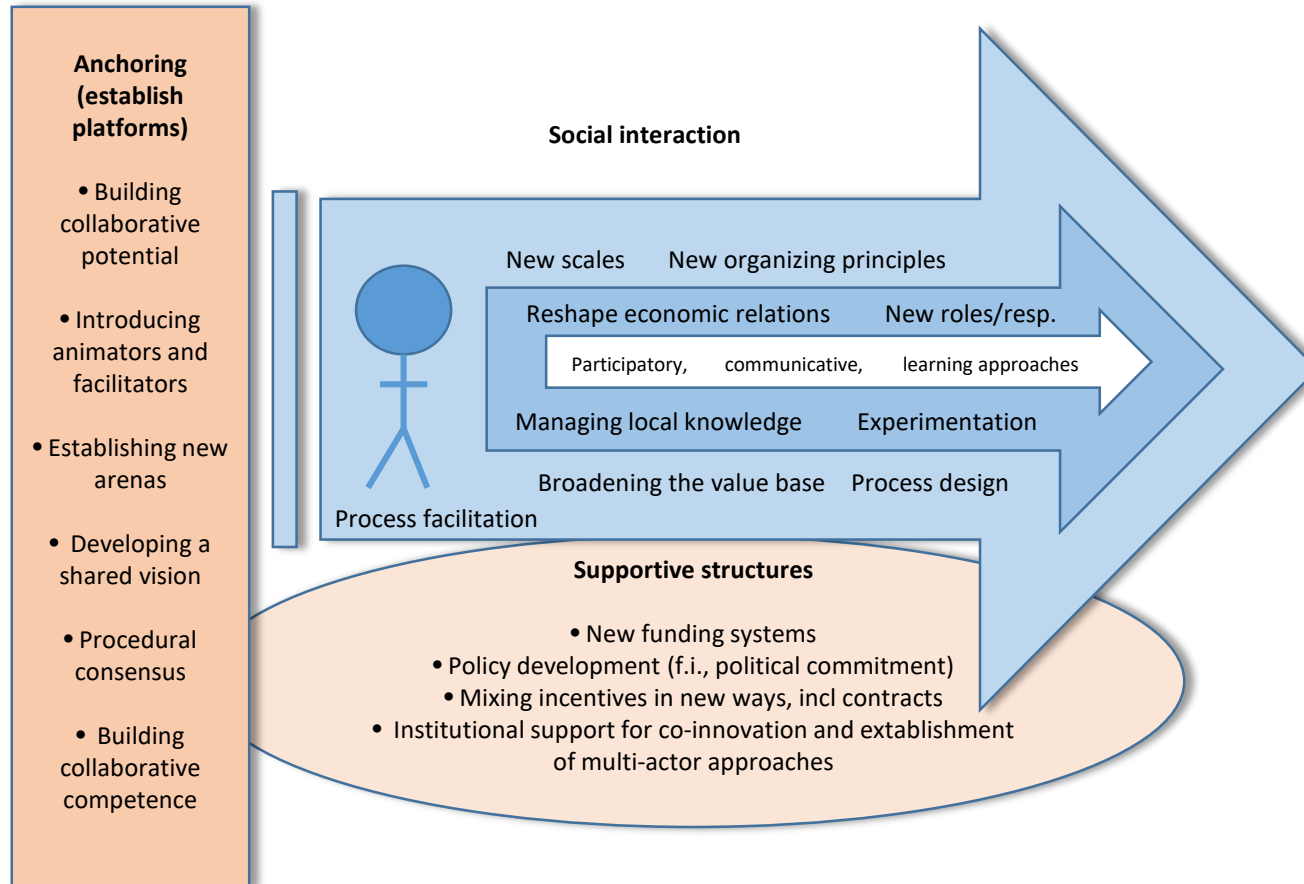 Anchoring
(establish
platforms)
• Building
collaborative
potential
• Introducing
animators and
facilitators
• Establishing new
arenas
• Developing a
shared vision
• Procedural
consensus
• Building
collaborative
competence
Social interaction
New scales New organizing principles
Reshape economic relations New roles/resp.
Participatory, communicative, learning approaches
Managing local knowledge Experimentation
Broadening the value base Process design
Process facilitation
Supportive structures
• New funding systems
• Policy development (f.i., political commitment)
• Mixing incentives in new ways, incl contracts
• Institutional support for co-innovation and extablishment
of multi-actor approaches